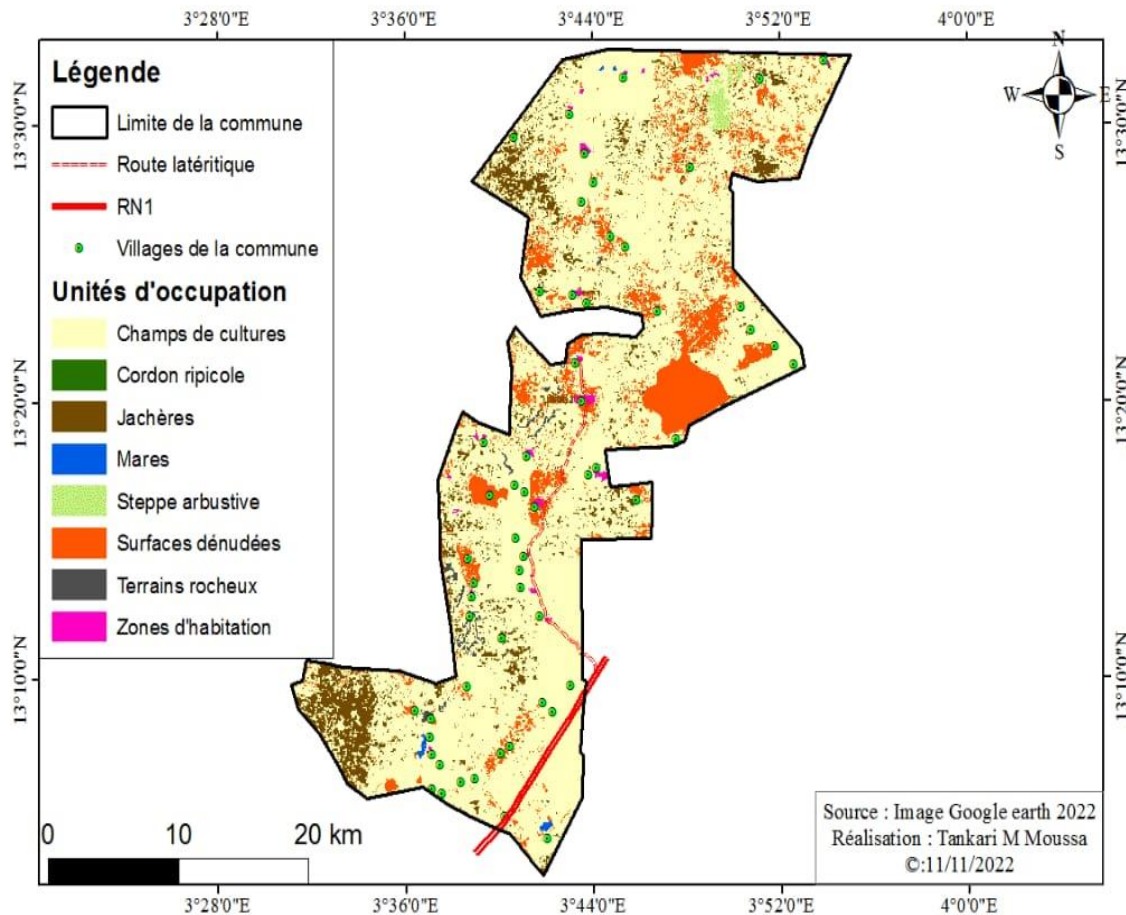 3°28'0"E 3°36'0"E 3°44'0"E 3°52'0"E 4°0'0"E
Légende
Limite de la commune
Route latéritique
RN1
Villages de la commune
Unités d'occupation
Champs de cultures
Cordon ripicole
Jachères
Mares
Steppe arbustive
Surfaces dénudées
Terrains rocheux
Zones d'habitation
N
W E
S
13°30'0"N 13°30'0"N
13°20'0"N 13°20'0"N
13°10'0"N 13°10'0"N
0 10 20 km
Source : Image Google earth 2022
Réalisation : Tankari M Moussa
©:11/11/2022
3°28'0"E 3°36'0"E 3°44'0"E 3°52'0"E 4°0'0"E